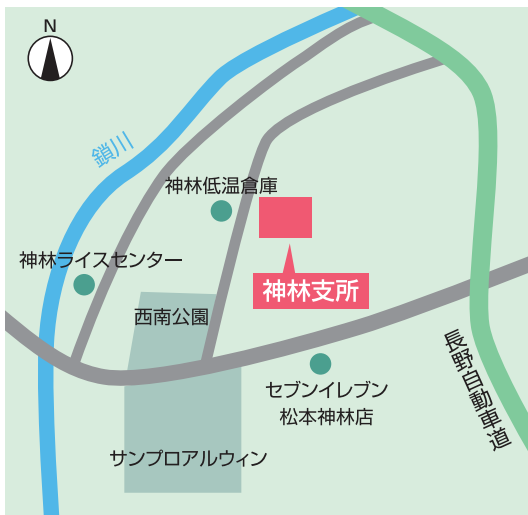 N
鎖川
神林低温倉庫
神林ライスセンター
神林支所
西南公園
長野自動車道
セブンイレブン
松本神林店
サンプロアルウィン